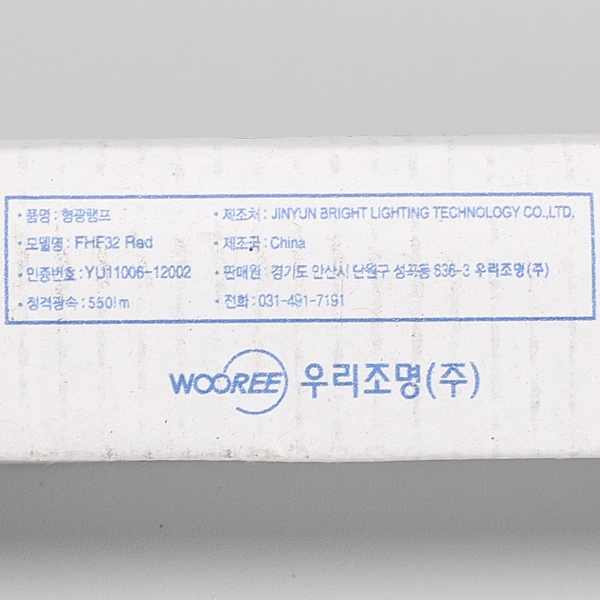 · 품명 : 형광램프
· 모델명 : FHF32 Red
· 인증번호 : YU11006-12002
· 정격광속 : 550lm
· 제조처 : JINYUN BRIGHT LIGHTING TECHNOLOGY CO.,LTD.
· 제조국 : China
· 판매원 : 경기도 안산시 단원구 성곡동 636-3 우리조명(주)
· 전화 : 031-491-7191
WOOREE 우리조명(주)